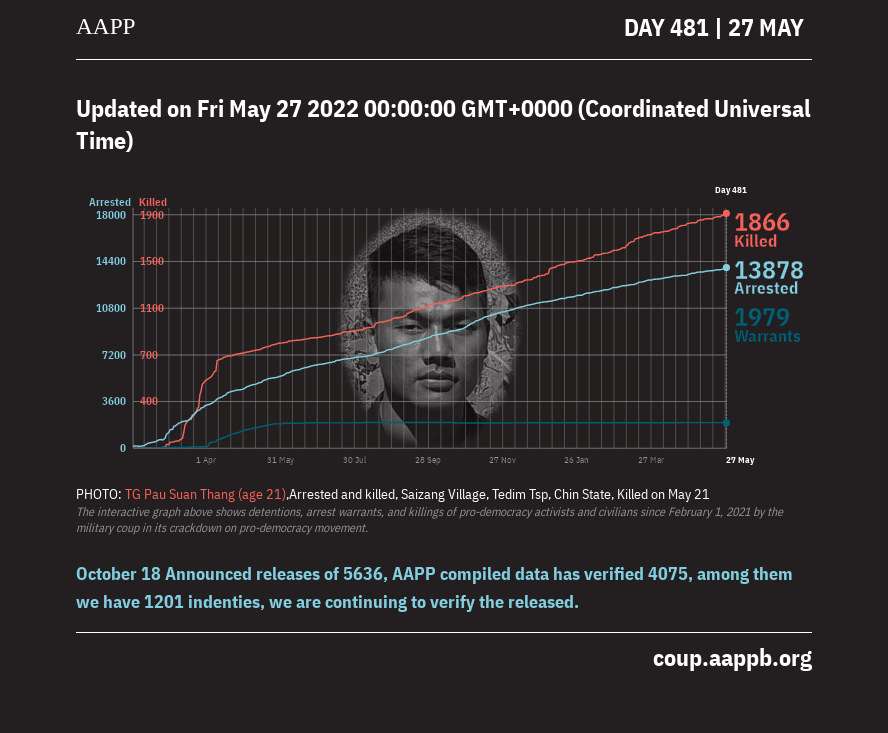 AAPP
DAY 481 | 27 MAY
Updated on Fri May 27 2022 00:00:00 GMT+0000 (Coordinated Universal
Time)
Day 481
Arrested Killed
18000 1900
14400 1500
10800 1100
7200 700
3600 400
0
1866
Killed
13878
Arrested
1979
Warrants
1 Apr 31 May 30 Jul 28 Sep 27 Nov 26 Jan 27 Mar 27 May
PHOTO: TG Pau Suan Thang (age 21),Arrested and killed, Saizang Village, Tedim Tsp, Chin State, Killed on May 21
The interactive graph above shows detentions, arrest warrants, and killings of pro-democracy activists and civilians since February 1, 2021 by the
military coup in its crackdown on pro-democracy movement.
October 18 Announced releases of 5636, AAPP compiled data has verified 4075, among them
we have 1201 indenties, we are continuing to verify the released.
coup.aappb.org